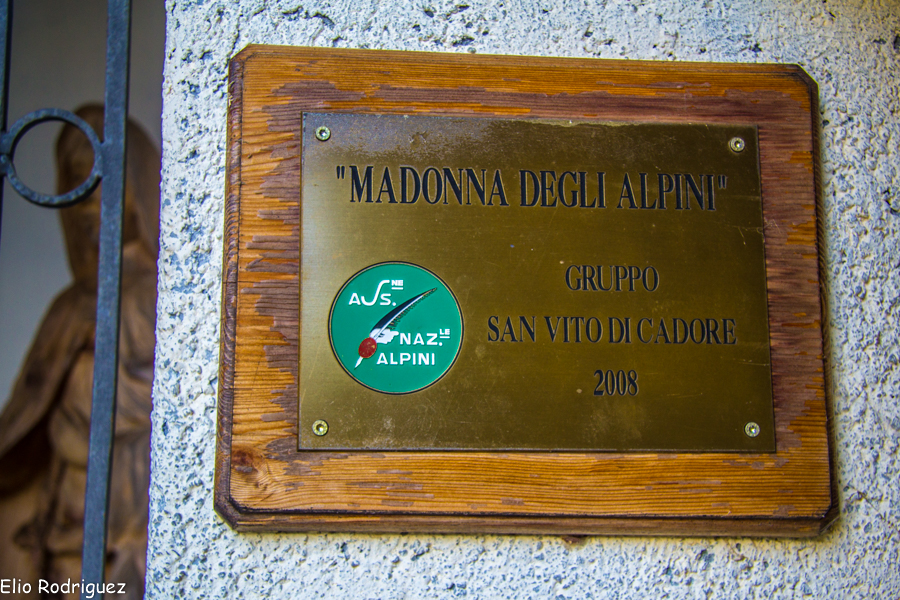 "MADONNA DEGLI ALPINI"
GRUPPO
SAN VITO DI CADORE
2008
ASS.NE
NAZ.LE
ALPINI
Elio Rodriguez